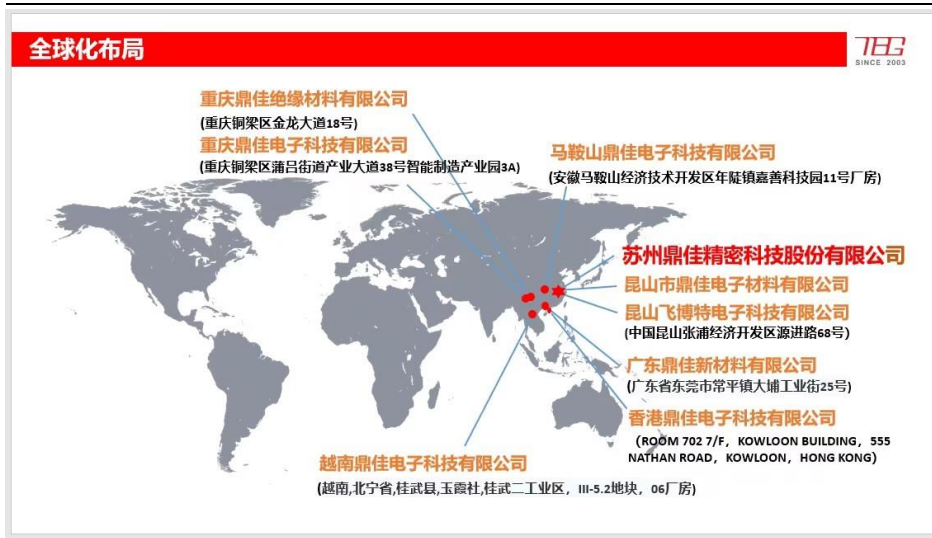 全球化布局
TBG
SINCE 2003
重庆鼎佳绝缘材料有限公司
(重庆铜梁区金龙大道18号)
重庆鼎佳电子科技有限公司
(重庆铜梁区蒲吕街道产业大道38号智能制造产业园3A)
马鞍山鼎佳电子科技有限公司
(安徽马鞍山经济技术开发区年陡镇嘉善科技园11号厂房)
苏州鼎佳精密科技股份有限公司
昆山市鼎佳电子材料有限公司
昆山飞博特电子科技有限公司
(中国昆山张浦经济开发区源进路68号)
广东鼎佳新材料有限公司
(广东省东莞市常平镇大埔工业街25号)
香港鼎佳电子科技有限公司
（ROOM 702 7/F，KOWLOON BUILDING，555
NATHAN ROAD，KOWLOON，HONG KONG）
越南鼎佳电子科技有限公司
(越南,北宁省,桂武县,玉霞社,桂武二工业区，III-5.2地块，06厂房)